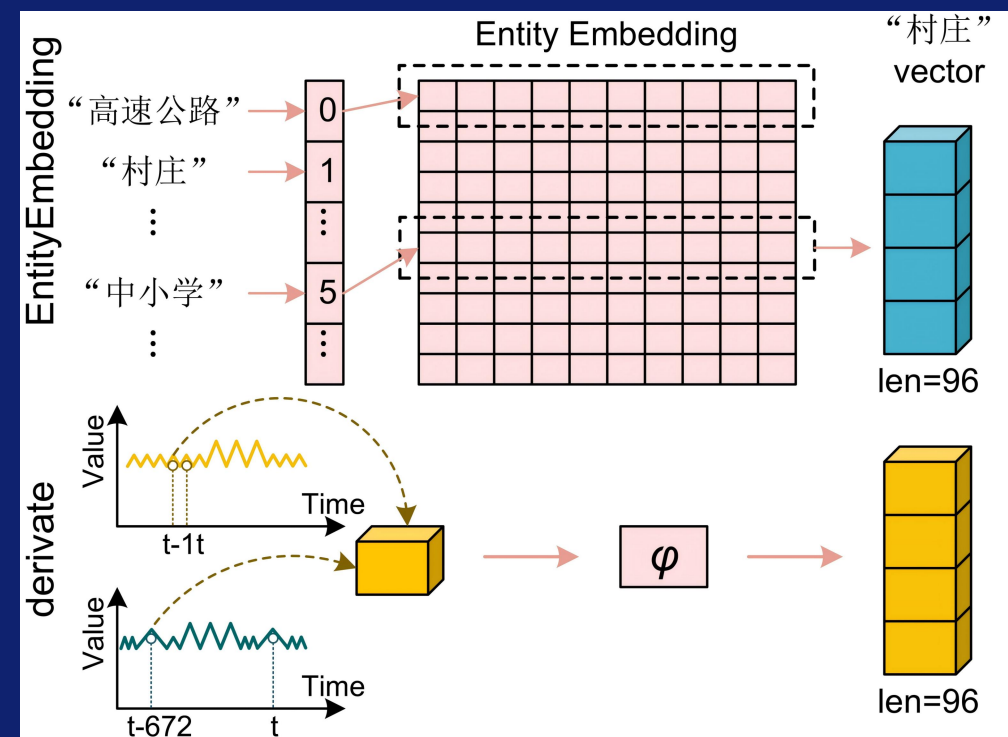 EntityEmbedding
Entity Embedding
“村庄”
vector
“高速公路”
0
“村庄”
1
⋮
⋮
“中小学”
5
⋮
⋮
len=96
derivate
Value
Time
t-1t
φ
Value
Time
t-672
t
len=96